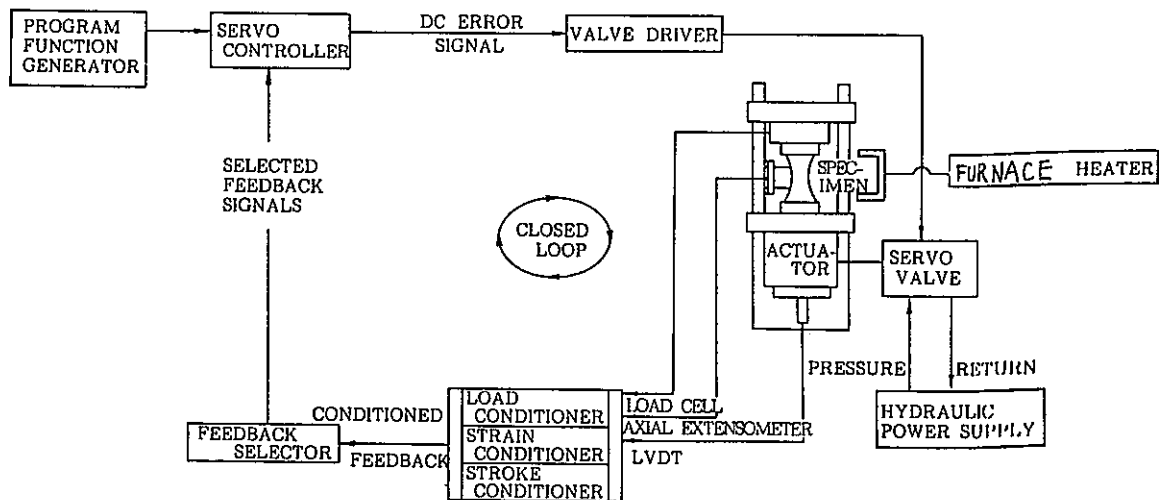 PROGRAM
FUNCTION
GENERATOR
SERVO
CONTROLLER
DC ERROR
SIGNAL
VALVE DRIVER
SELECTED
FEEDBACK
SIGNALS
CLOSED
LOOP
SPEC-
IMEN
FURNACE HEATER
ACTUA-
TOR
SERVO
VALVE
PRESSURE
RETURN
HYDRAULIC
POWER SUPPLY
LOAD
CONDITIONER
STRAIN
CONDITIONER
STROKE
CONDITIONER
LOAD CELL
AXIAL EXTENSOMETER
LVDT
CONDITIONED
FEEDBACK
FEEDBACK
SELECTOR